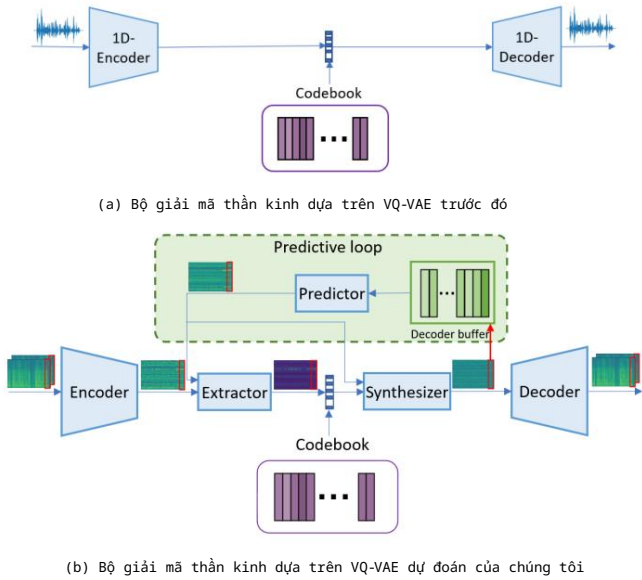 1D-
Encoder
1D-
Decoder
Codebook
(a) Bộ giải mã thần kinh dựa trên VQ-VAE trước đó
Predictive loop
Predictor
Decoder buffer
Encoder
Extractor
Synthesizer
Decoder
Codebook
(b) Bộ giải mã thần kinh dựa trên VQ-VAE dự đoán của chúng tôi